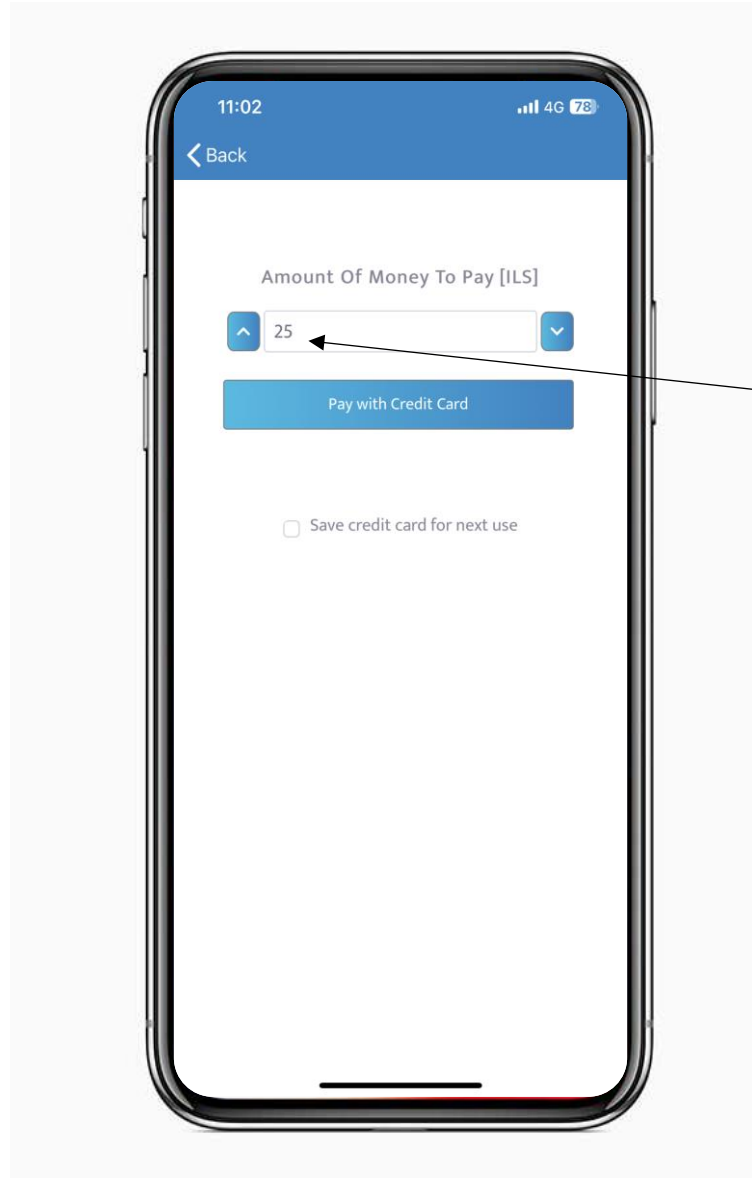 11:02 4G 78
Back
Amount Of Money To Pay [ILS]
25
Pay with Credit Card
Save credit card for next use